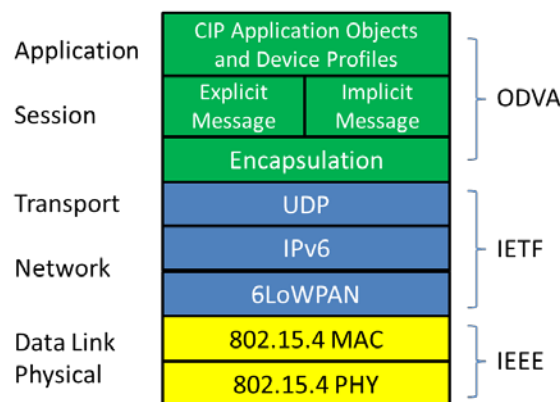 Application
CIP Application Objects
and Device Profiles
ODVA
Session
Explicit
Message
Implicit
Message
Encapsulation
Transport
UDP
IETF
Network
IPv6
6LoWPAN
Data Link
Physical
802.15.4 MAC
802.15.4 PHY
IEEE